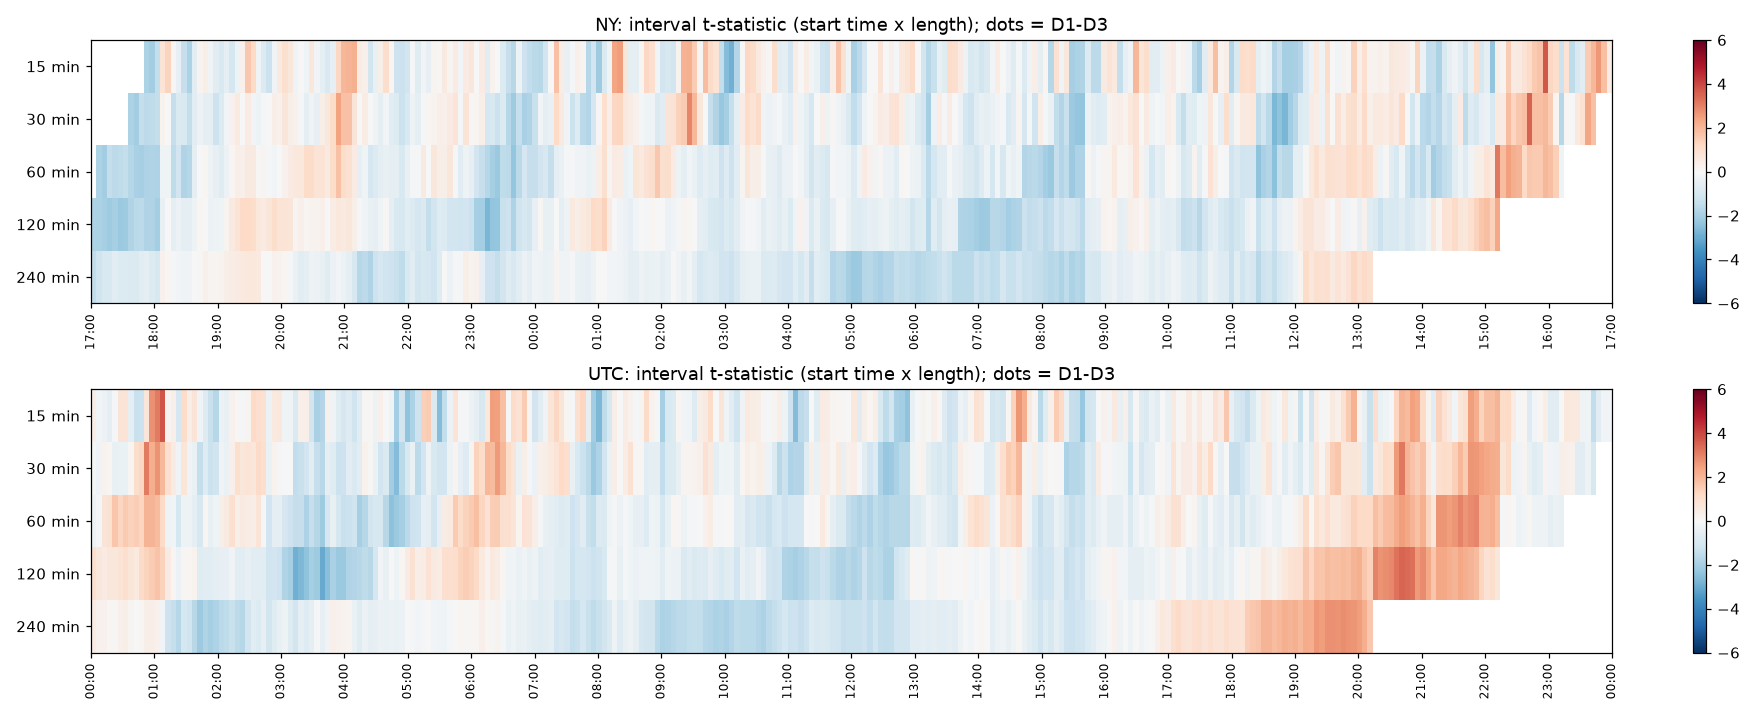 NY: interval t-statistic (start time x length); dots = D1-D3
15 min
30 min
60 min
120 min
240 min
17:00 18:00 19:00 20:00 21:00 22:00 23:00 00:00 01:00 02:00 03:00 04:00 05:00 06:00 07:00 08:00 09:00 10:00 11:00 12:00 13:00 14:00 15:00 16:00 17:00
6
4
2
0
−2
−4
−6
UTC: interval t-statistic (start time x length); dots = D1-D3
15 min
30 min
60 min
120 min
240 min
00:00 01:00 02:00 03:00 04:00 05:00 06:00 07:00 08:00 09:00 10:00 11:00 12:00 13:00 14:00 15:00 16:00 17:00 18:00 19:00 20:00 21:00 22:00 23:00 00:00
6
4
2
0
−2
−4
−6